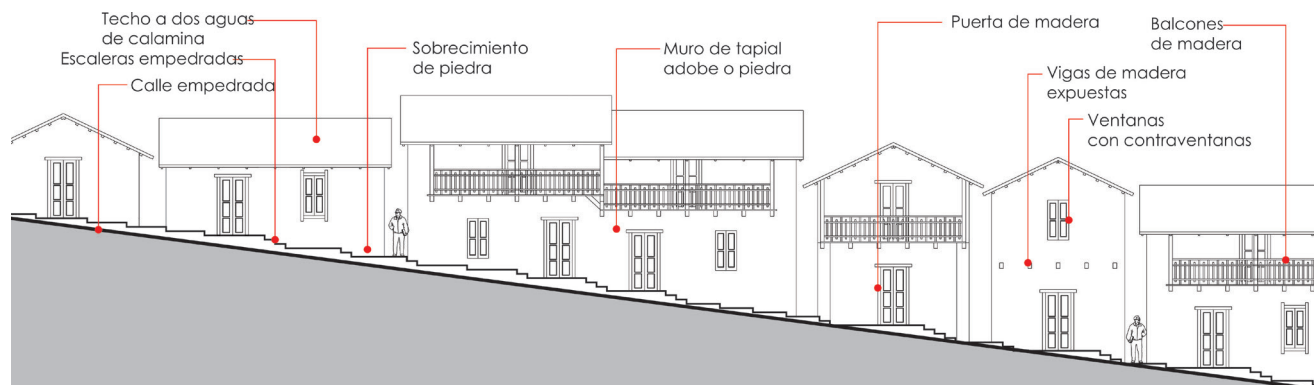 Techo a dos aguas
de calamina
Escaleras empedradas
Calle empedrada
Sobrecimiento
de piedra
Muro de tapial
adobe o piedra
Puerta de madera
Vigas de madera
expuestas
Ventanas
con contraventanas
Balcones
de madera